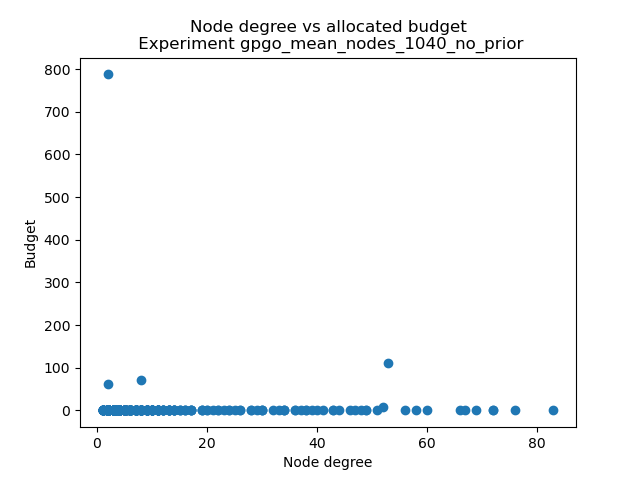 Node degree vs allocated budget
Experiment gpgo_mean_nodes_1040_no_prior
800
700
600
500
400
300
200
100
0
Budget
0 20 40 60 80
Node degree